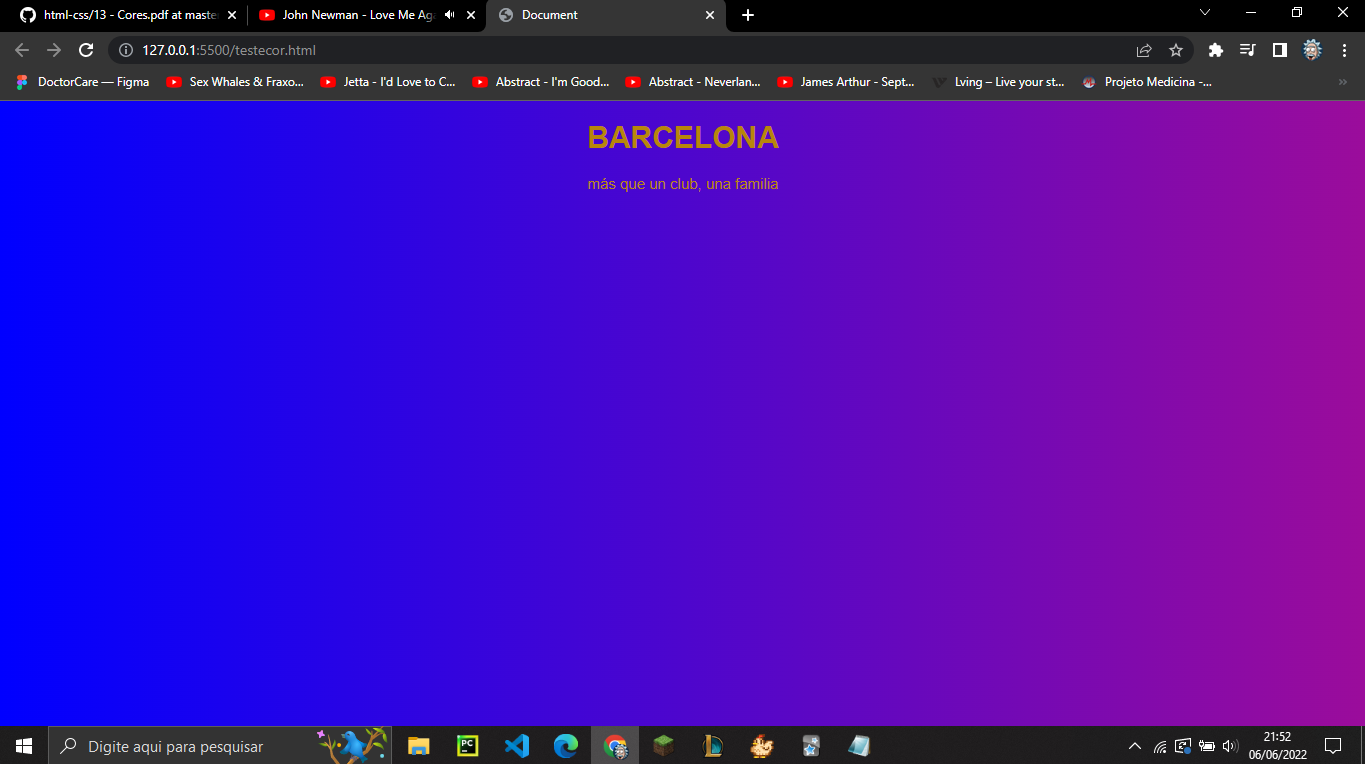 html-css/13 - Cores.pdf at maste
John Newman - Love Me Ag
Document
127.0.0.1:5500/testecor.html
DoctorCare — Figma
Sex Whales & Fraxo...
Jetta - I'd Love to C...
Abstract - I'm Good...
Abstract - Neverlan...
James Arthur - Sept...
Lving – Live your st...
Projeto Medicina -...
BARCELONA
más que un club, una familia
Digite aqui para pesquisar
PC
21:52
06/06/2022